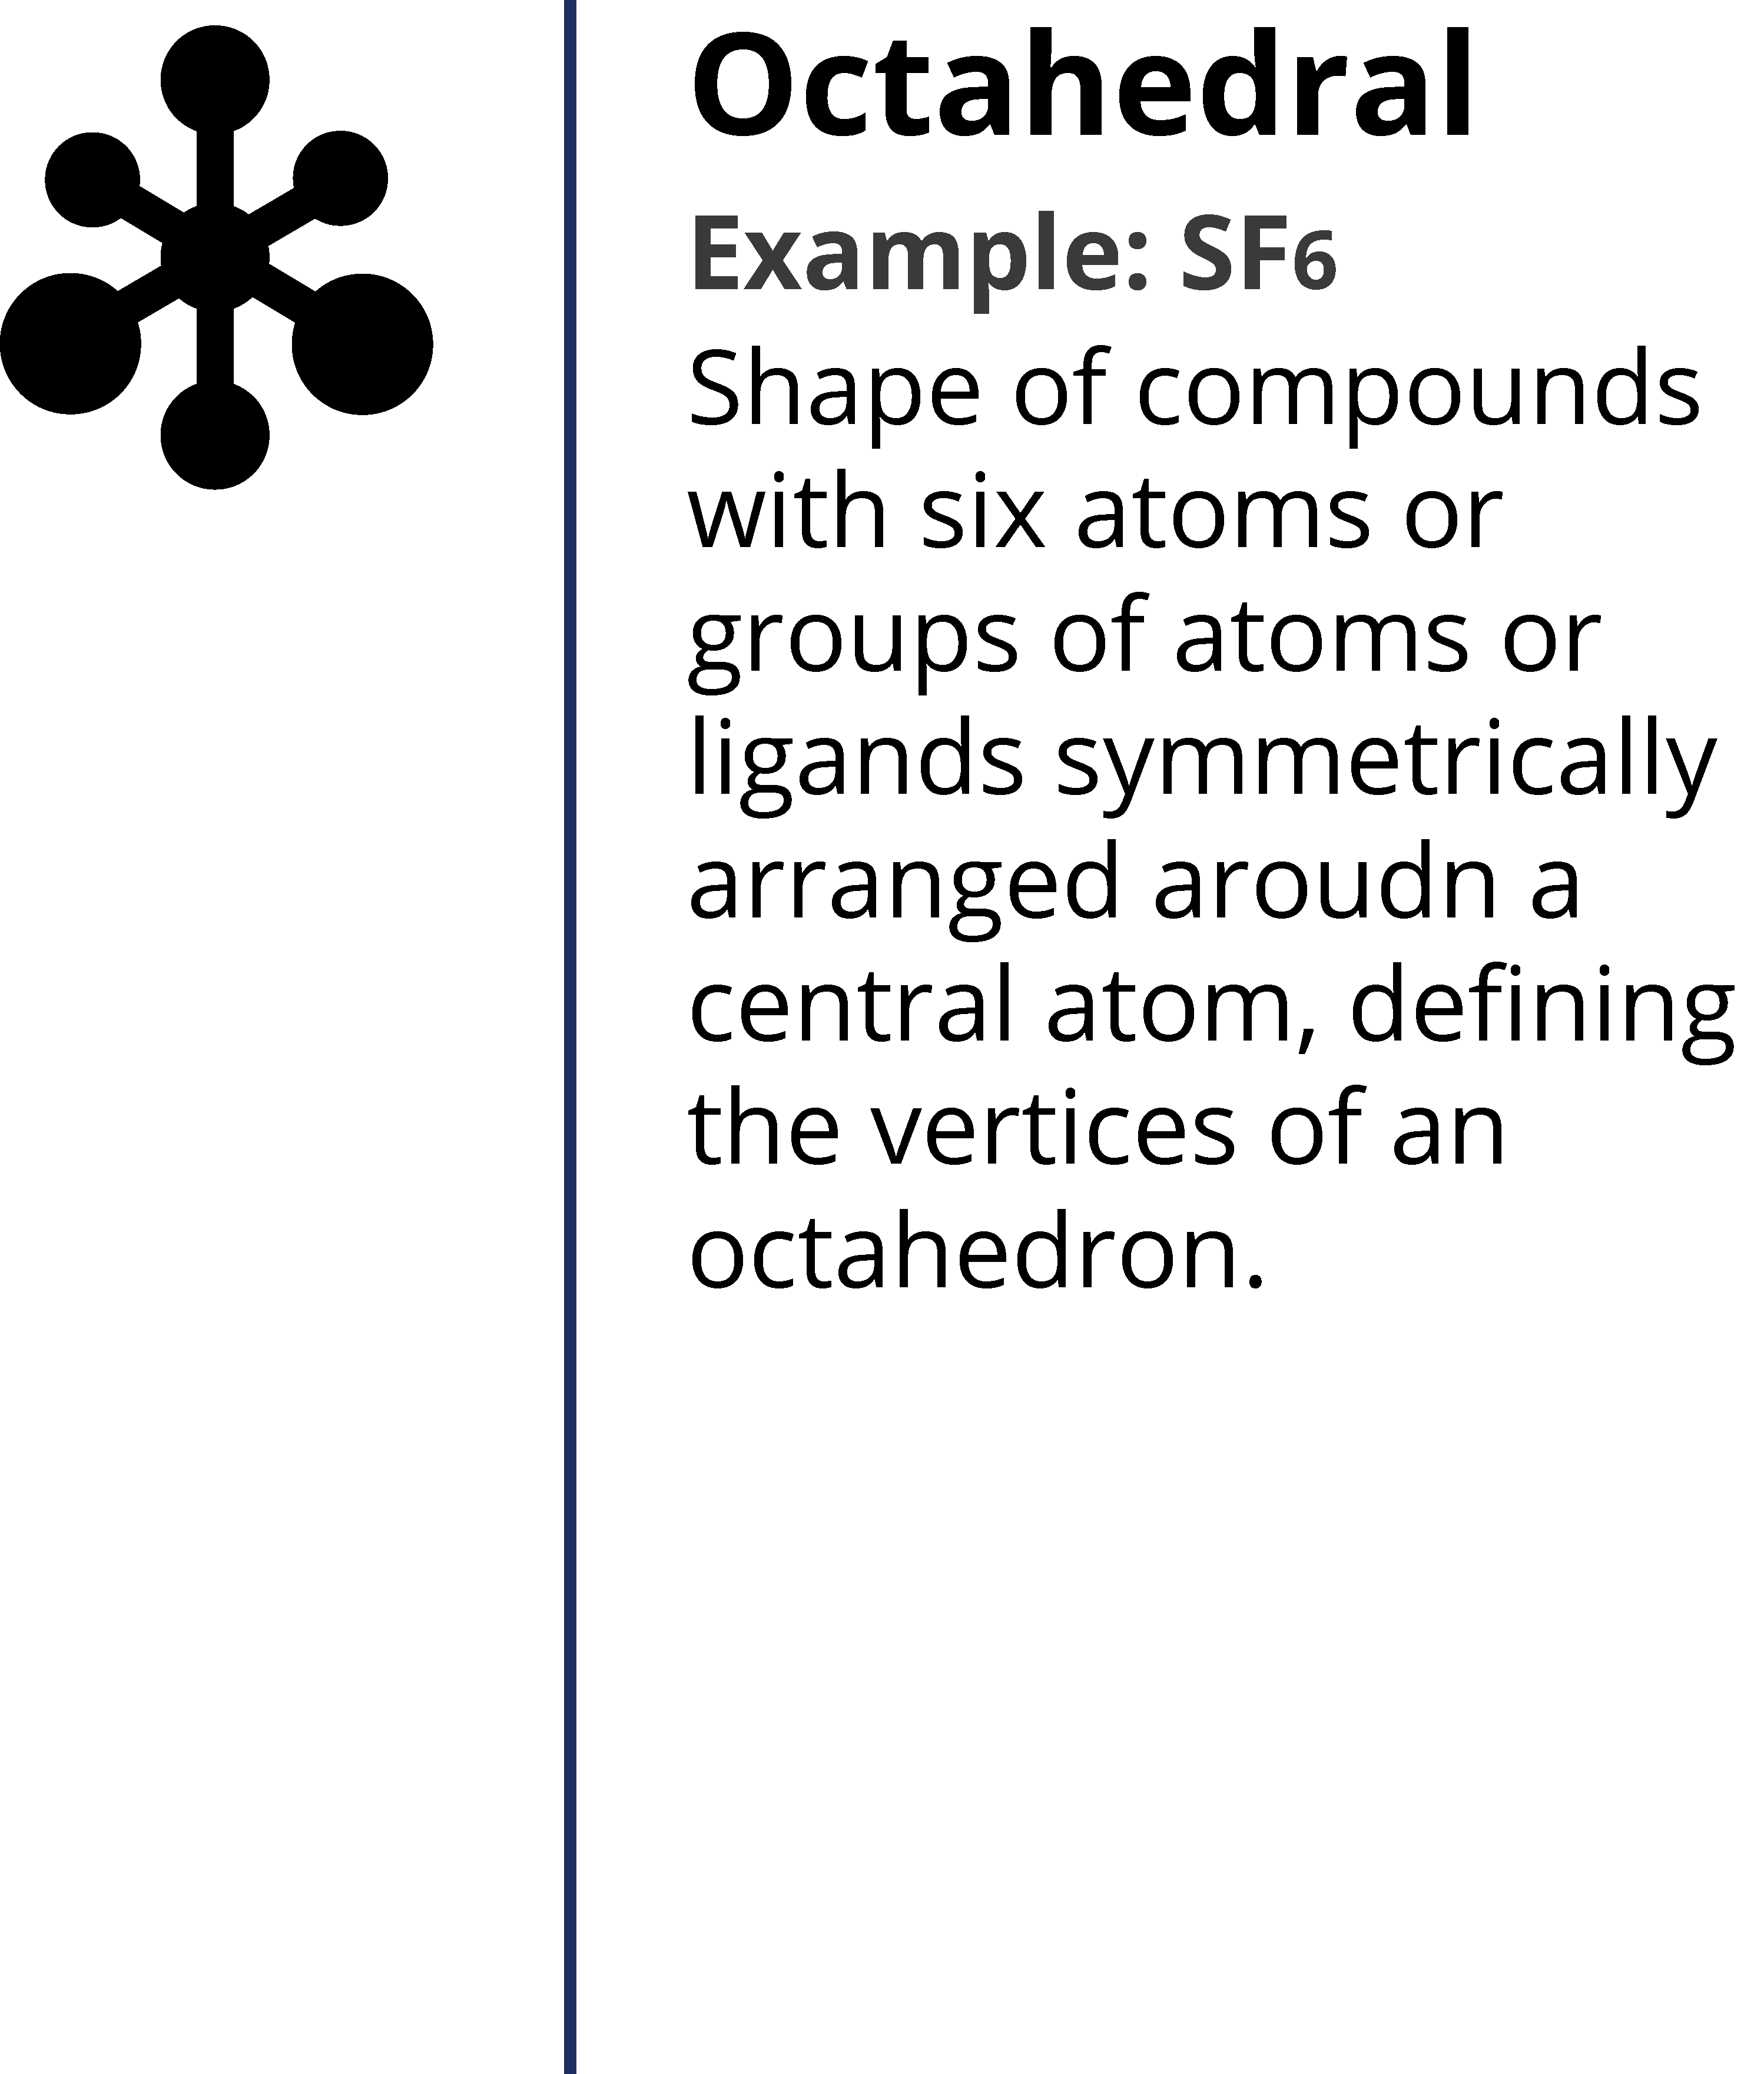 Octahedral
Example: SF6
Shape of compounds
with six atoms or
groups of atoms or
ligands symmetrically
arranged aroudn a
central atom, defining
the vertices of an
octahedron.